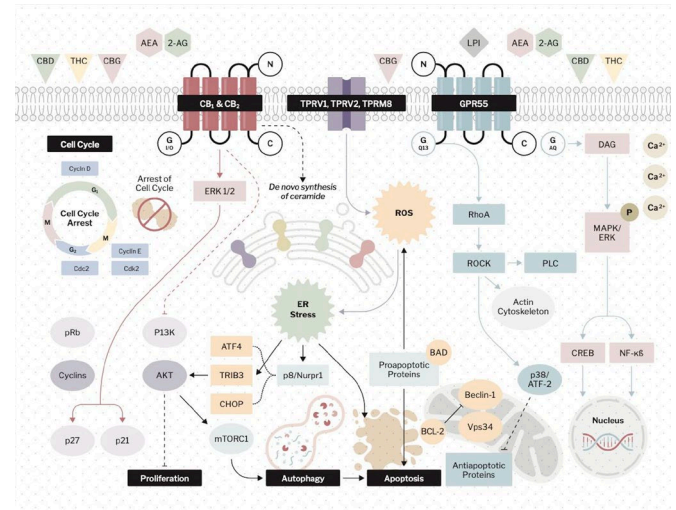 CBD
THC
CBG
AEA
2-AG
N
CB₁ & CB₂
G
I/O
C
CBG
TPRV1, TPRV2, TPRM8
LPI
AEA
2-AG
CBD
THC
N
GPR55
G
Q13
C
G
AQ
DAG
Ca²⁺
Ca²⁺
Ca²⁺
Cell Cycle
Cycln D
G₁
Cell Cycle
Arrest
M
M
G₂
Cyclln E
Cdc2
Cdk2
Arrest of
Cell Cycle
ERK 1/2
De novo synthesis
of ceramide
ROS
RhoA
ROCK
PLC
Actin
Cytoskeleton
P
MAPK/
ERK
ER
Stress
pRb
P13K
Cyclins
AKT
p27
p21
ATF4
TRIB3
CHOP
p8/Nurpr1
mTORC1
Proapoptotic
Proteins
BAD
Beclin-1
BCL-2
Vps34
p38/
ATF-2
CREB
NF-κß
Nucleus
Proliferation
Autophagy
Apoptosis
Antiapoptotic
Proteins